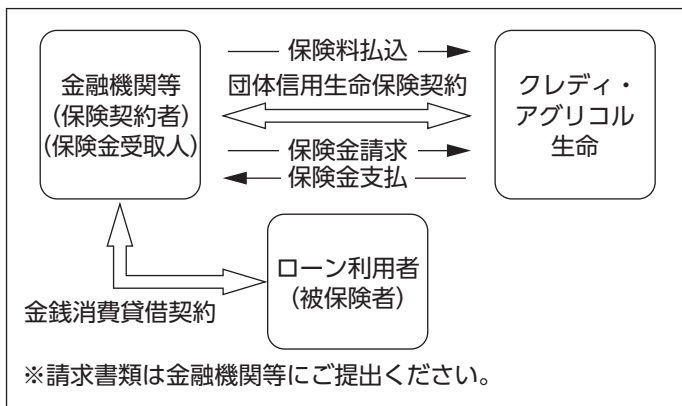 金融機関等
(保険契約者)
(保険金受取人)
保険料払込
団体信用生命保険契約
保険金請求
保険金支払
クレディ・
アグリコル
生命
ローン利用者
(被保険者)
金銭消費貸借契約
※請求書類は金融機関等にご提出ください。